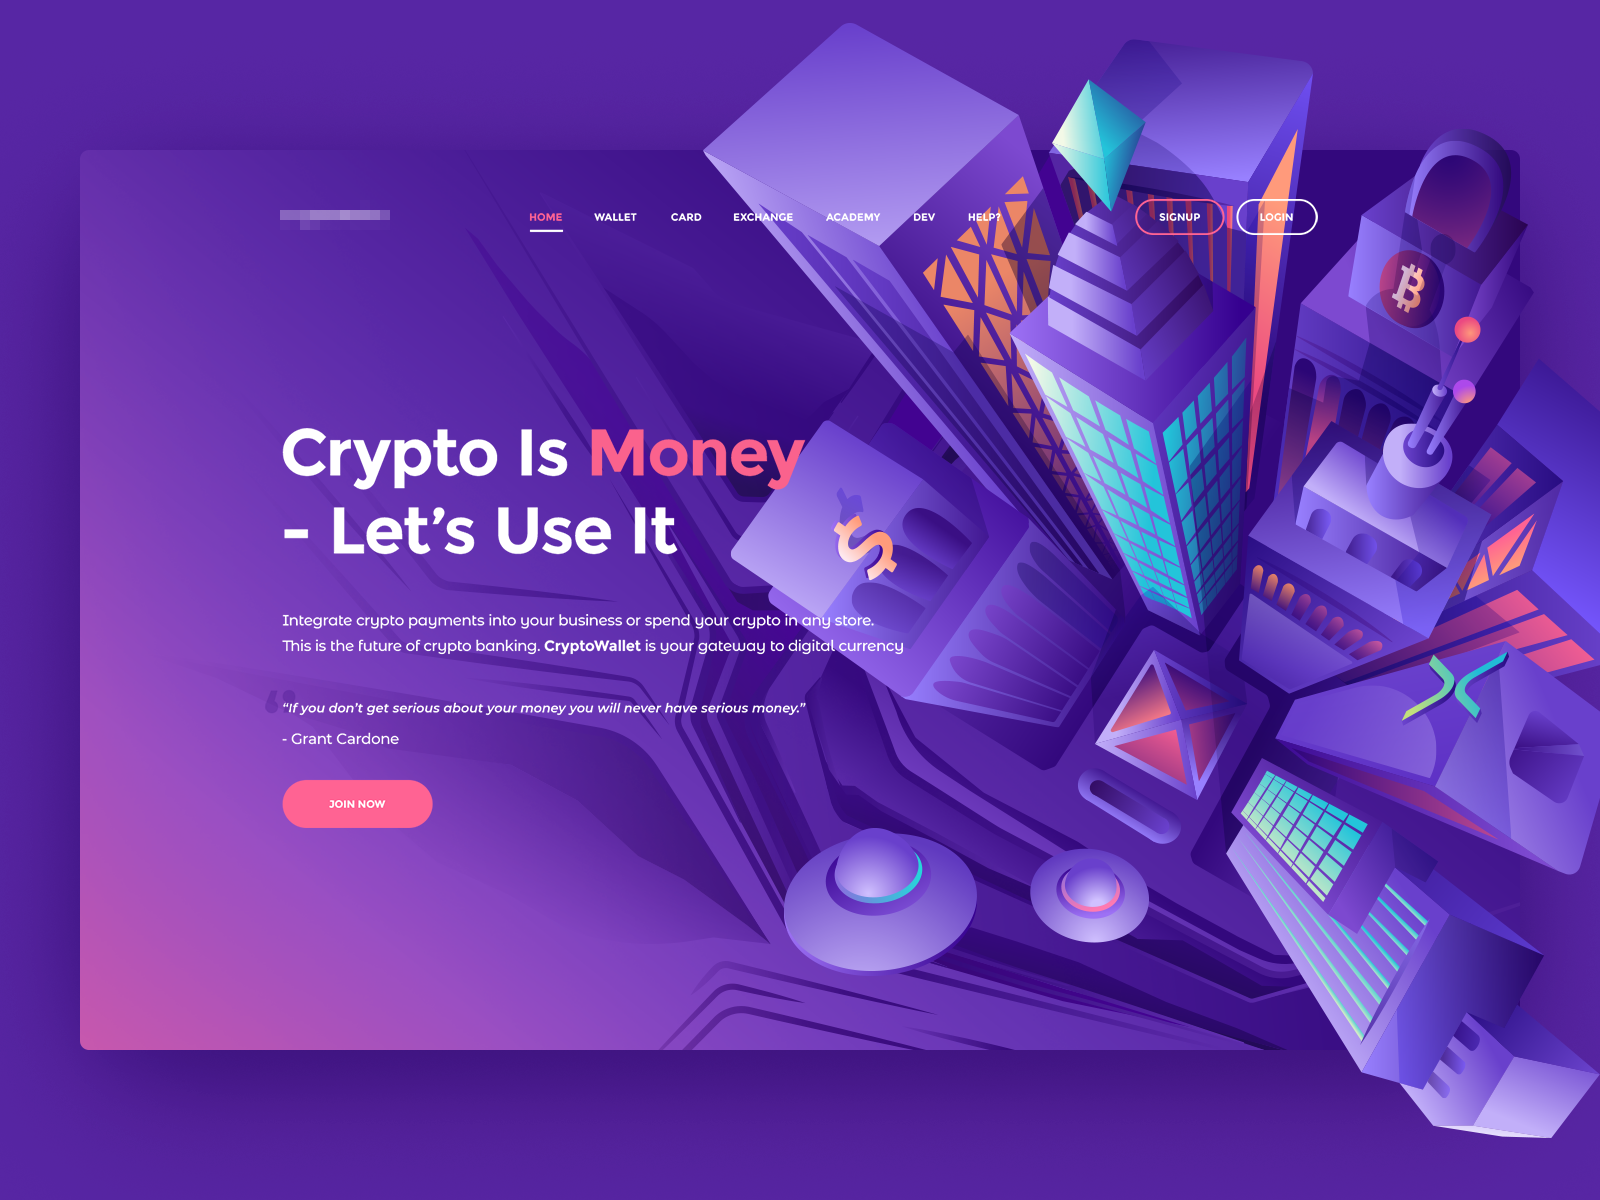 HOME WALLET CARD EXCHANGE ACADEMY DEV HELP? SIGNUP LOGIN
Crypto Is Money
- Let’s Use It
Integrate crypto payments into your business or spend your crypto in any store.
This is the future of crypto banking. CryptoWallet is your gateway to digital currency
“If you don’t get serious about your money you will never have serious money.”
- Grant Cardone
JOIN NOW